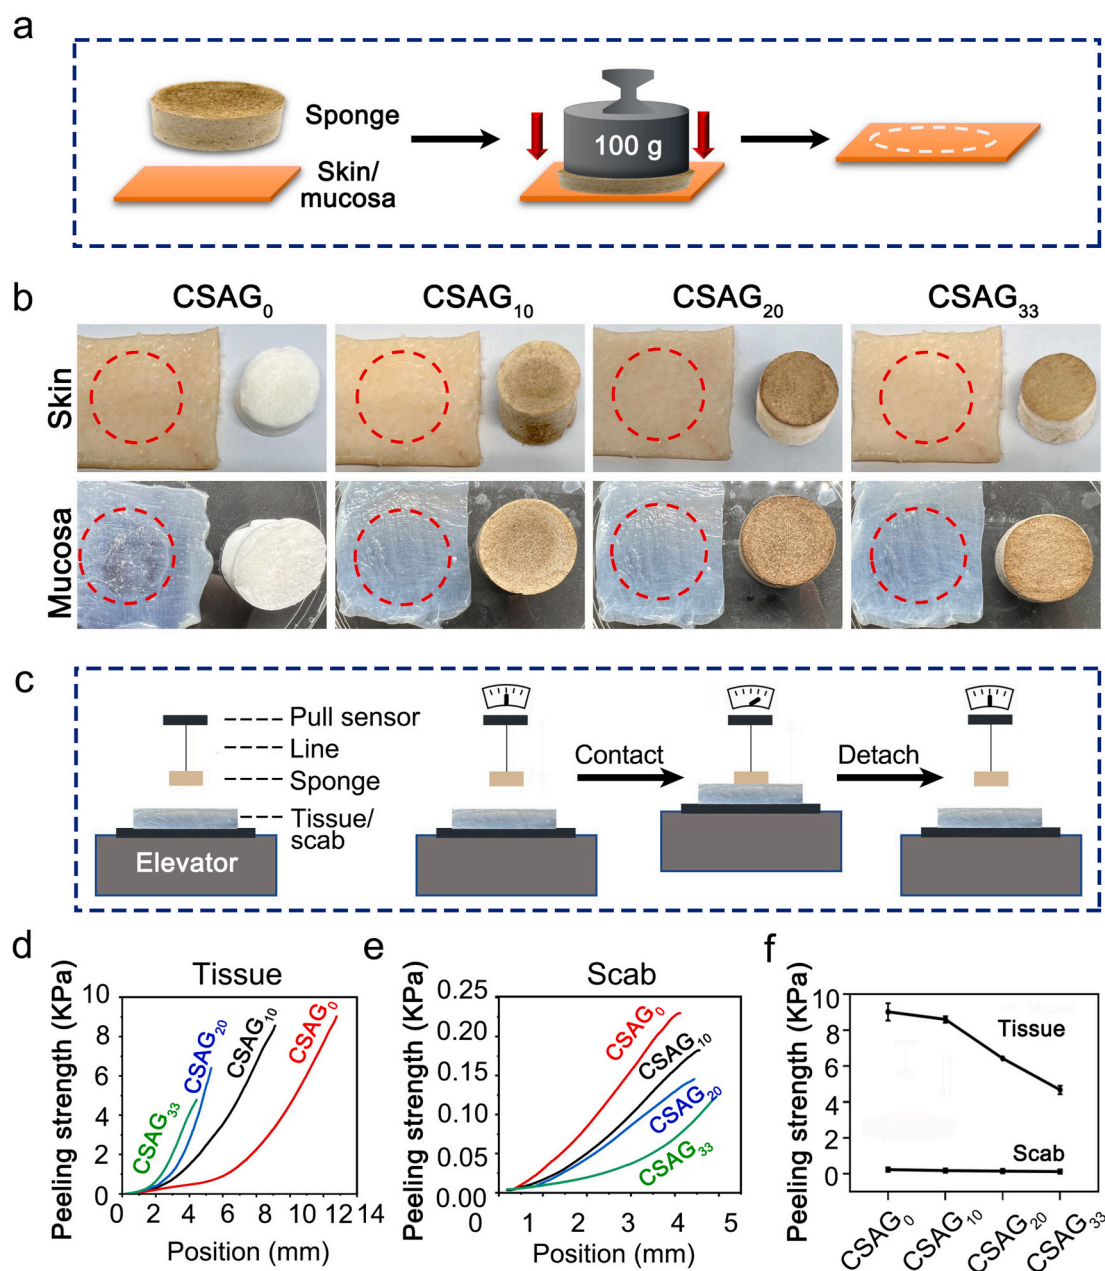 a
Sponge
Skin/
mucosa
100 g
b
CSAG₀
CSAG₁₀
CSAG₂₀
CSAG₃₃
Skin
Mucosa
c
Pull sensor
Line
Sponge
Tissue/
scab
Elevator
Contact
Detach
d
Tissue
Peeling strength (KPa)
10
8
6
4
2
0
CSAG₃₃
CSAG₂₀
CSAG₁₀
CSAG₀
0 2 4 6 8 10 12 14
Position (mm)
e
Scab
Peeling strength (KPa)
0.25
0.20
0.15
0.10
0.05
0.00
CSAG₀
CSAG₁₀
CSAG₂₀
CSAG₃₃
0 1 2 3 4 5
Position (mm)
f
Peeling strength (KPa)
10
8
6
4
2
0
Tissue
Scab
CSAG₀
CSAG₁₀
CSAG₂₀
CSAG₃₃